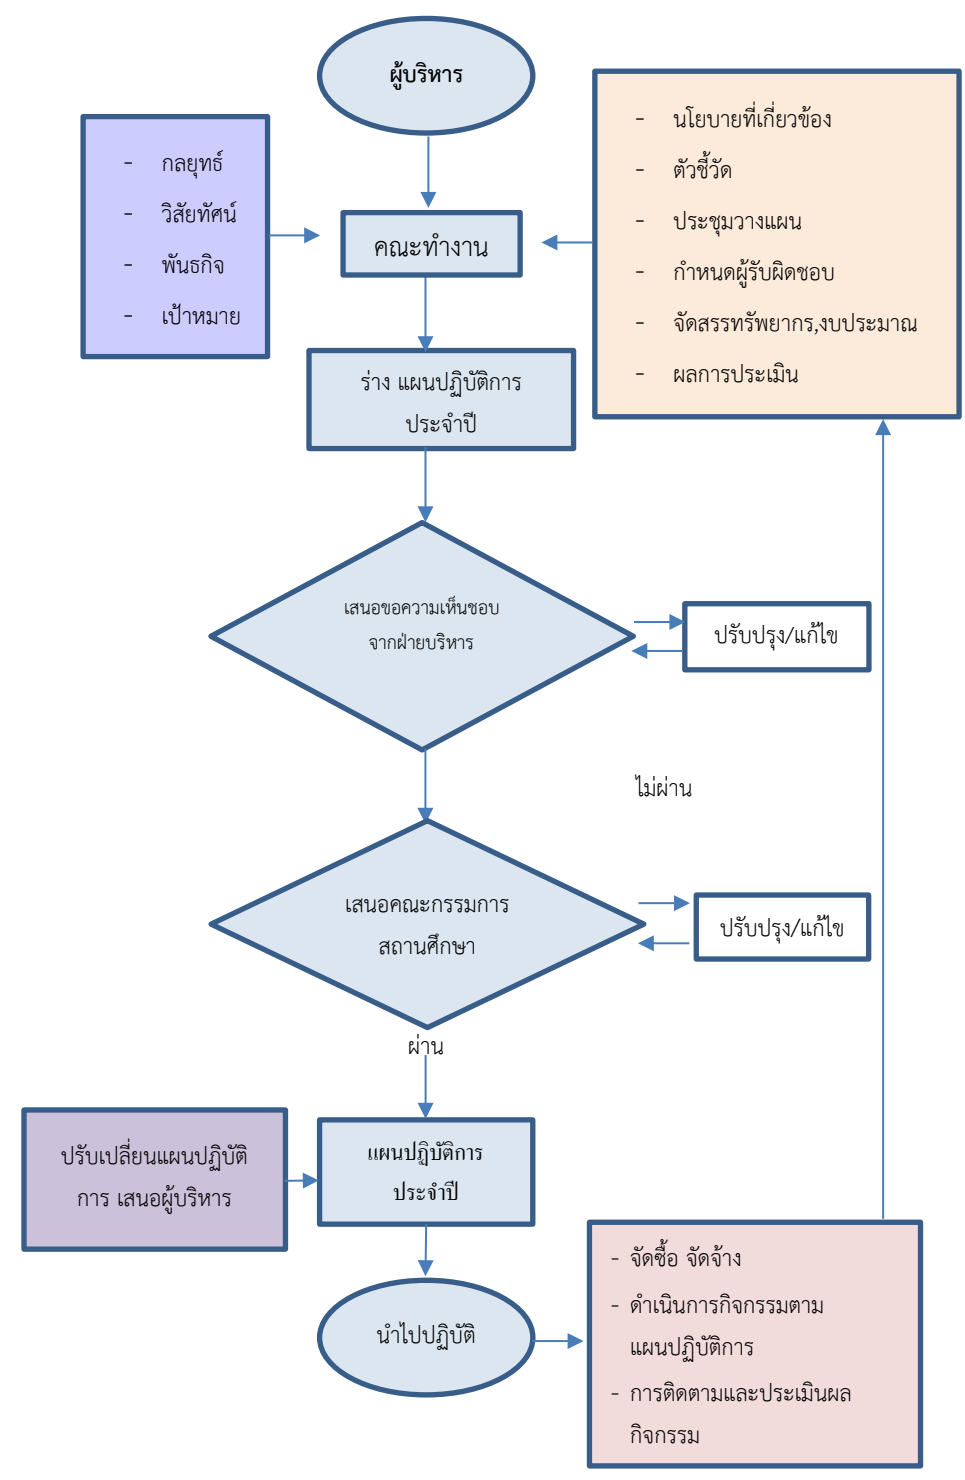 ผู้บริหาร
- กลยุทธ์
- วิสัยทัศน์
- พันธกิจ
- เป้าหมาย
คณะทำงาน
- นโยบายที่เกี่ยวข้อง
- ตัวชี้วัด
- ประชุมวางแผน
- กำหนดผู้รับผิดชอบ
- จัดสรรทรัพยากร,งบประมาณ
- ผลการประเมิน
ร่าง แผนปฏิบัติการ
ประจำปี
เสนอขอความเห็นชอบ
จากฝ่ายบริหาร
ปรับปรุง/แก้ไข
ไม่ผ่าน
เสนอคณะกรรมการ
สถานศึกษา
ปรับปรุง/แก้ไข
ผ่าน
ปรับเปลี่ยนแผนปฏิบัติ
การ เสนอผู้บริหาร
แผนปฏิบัติการ
ประจำปี
นำไปปฏิบัติ
- จัดซื้อ จัดจ้าง
- ดำเนินการกิจกรรมตาม
แผนปฏิบัติการ
- การติดตามและประเมินผล
กิจกรรม